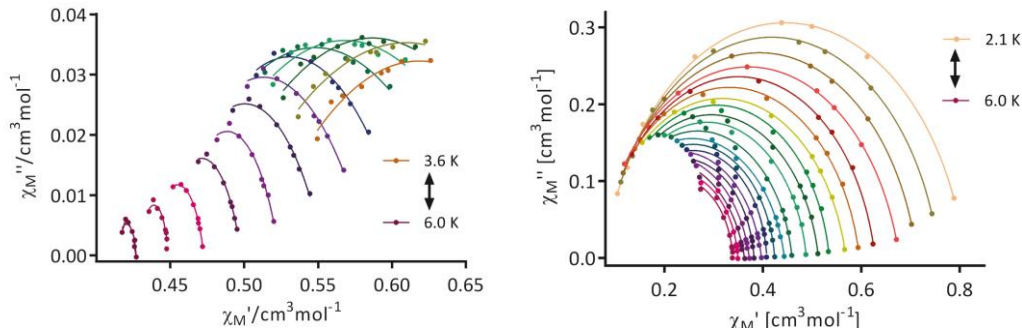 0.04
0.03
0.02
0.01
0.00
χM''/cm³mol⁻¹
0.45
0.50
0.55
0.60
0.65
χM'/cm³mol⁻¹
3.6 K
6.0 K
0.3
0.2
0.1
0.0
χM'' [cm³mol⁻¹]
0.2
0.4
0.6
0.8
χM' [cm³mol⁻¹]
2.1 K
6.0 K